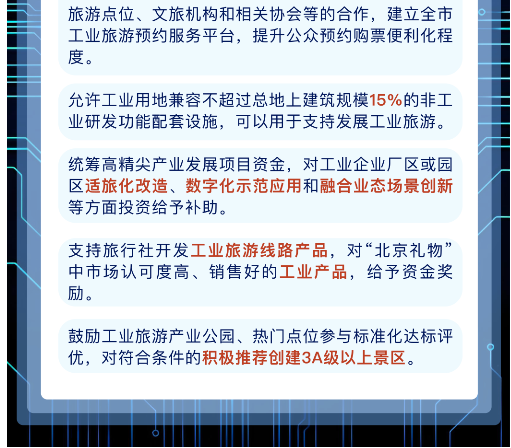 旅游点位、文旅机构和相关协会等的合作，建立全市
工业旅游预约服务平台，提升公众预约购票便利化程
度。
允许工业用地兼容不超过总地上建筑规模15%的非工
业研发功能配套设施，可以用于支持发展工业旅游。
统筹高精尖产业发展项目资金，对工业企业厂区或园
区适旅化改造、数字化示范应用和融合业态场景创新
等方面投资给予补助。
支持旅行社开发工业旅游线路产品，对“北京礼物”
中市场认可度高、销售好的工业产品，给予资金奖
励。
鼓励工业旅游产业公园、热门点位参与标准化达标评
优，对符合条件的积极推荐创建3A级以上景区。